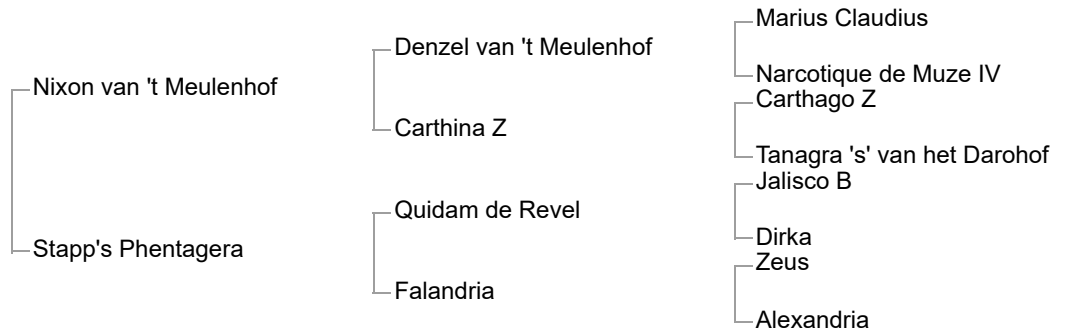 Marius Claudius
Denzel van 't Meulenhof
Narcotique de Muze IV
Nixon van 't Meulenhof
Carthago Z
Carthina Z
Tanagra 's' van het Darohof
Jalisco B
Quidam de Revel
Dirka
Stapp's Phentagera
Zeus
Falandria
Alexandria